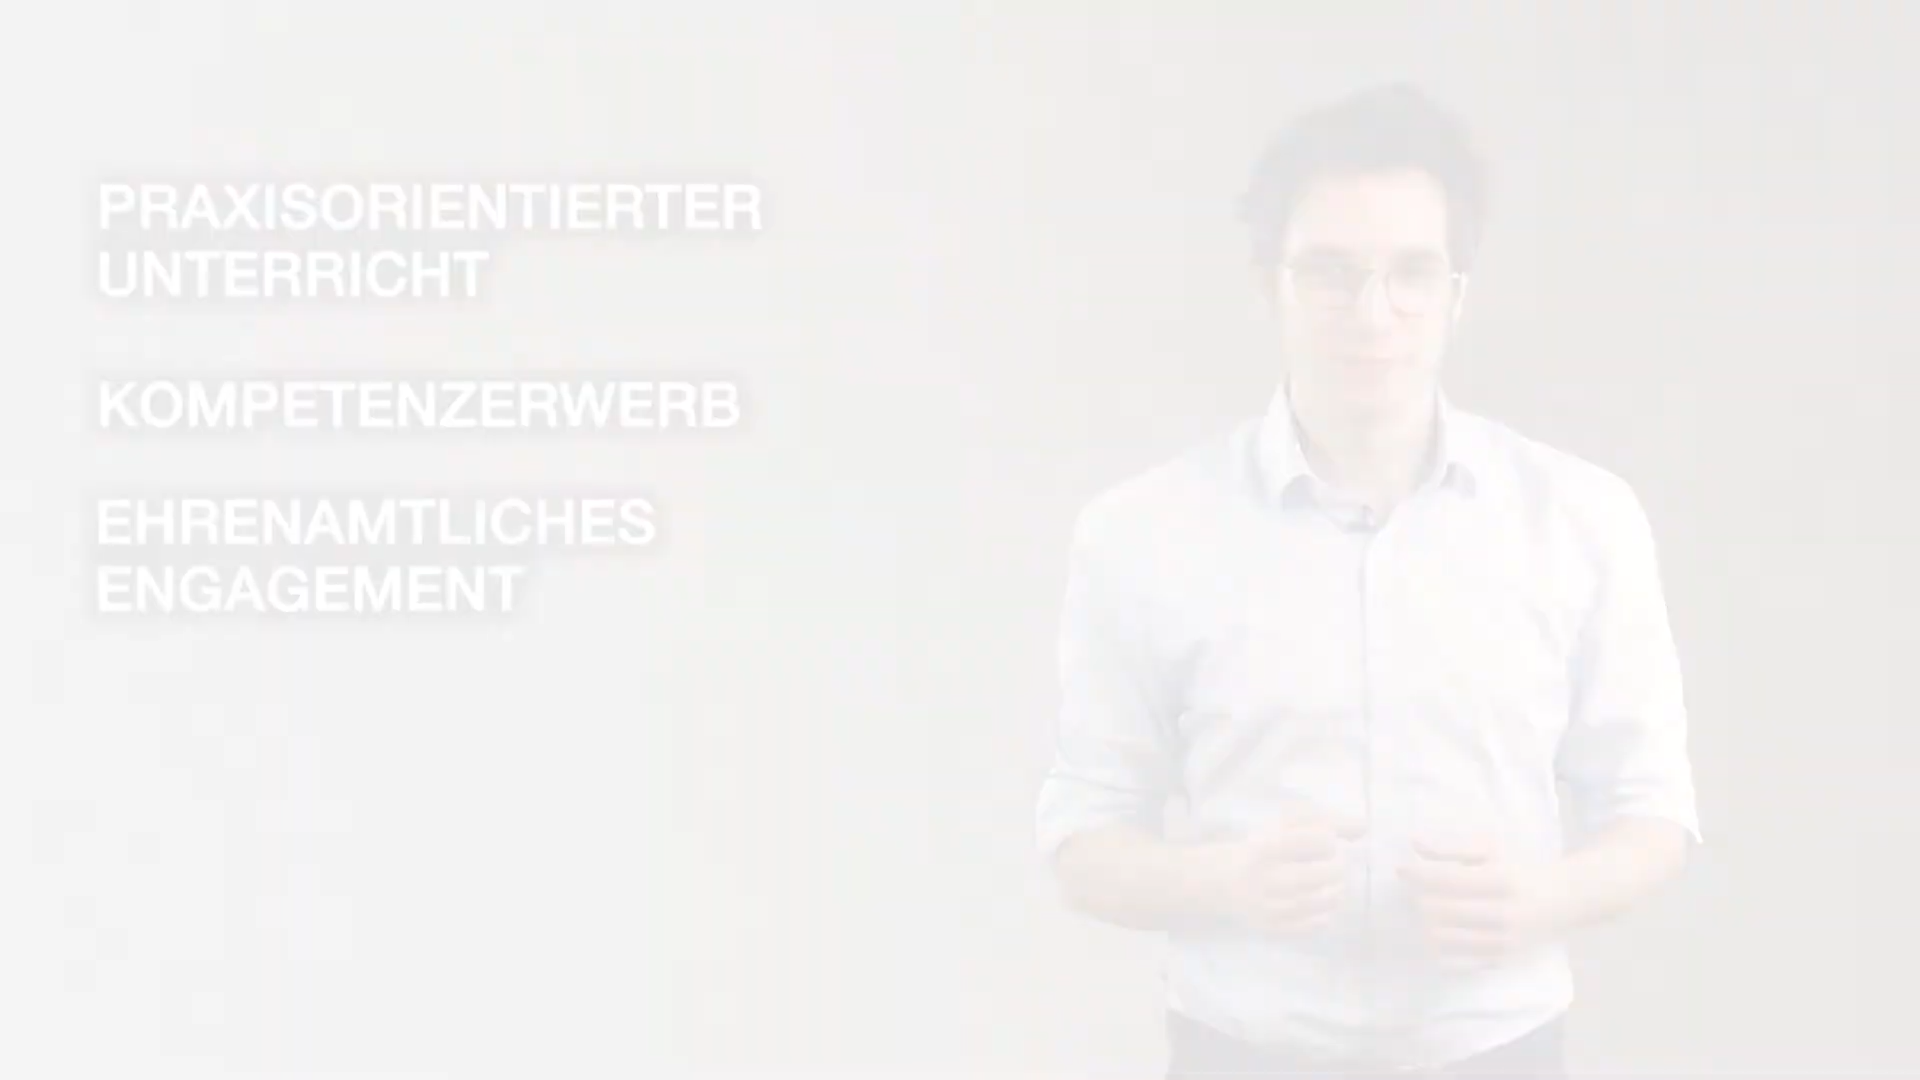 PRAXISORIENTIERTER
UNTERRICHT
KOMPETENZERWERB
EHRENAMTLICHES
ENGAGEMENT